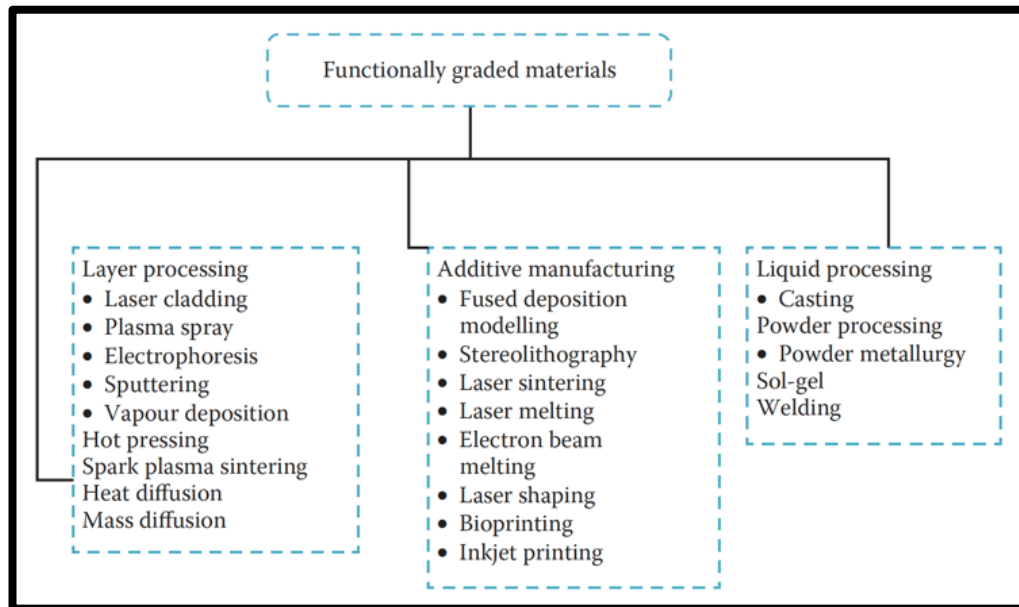 Functionally graded materials
Layer processing
• Laser cladding
• Plasma spray
• Electrophoresis
• Sputtering
• Vapour deposition
Hot pressing
Spark plasma sintering
Heat diffusion
Mass diffusion
Additive manufacturing
• Fused deposition
modelling
• Stereolithography
• Laser sintering
• Laser melting
• Electron beam
melting
• Laser shaping
• Bioprinting
• Inkjet printing
Liquid processing
• Casting
Powder processing
• Powder metallurgy
Sol-gel
Welding